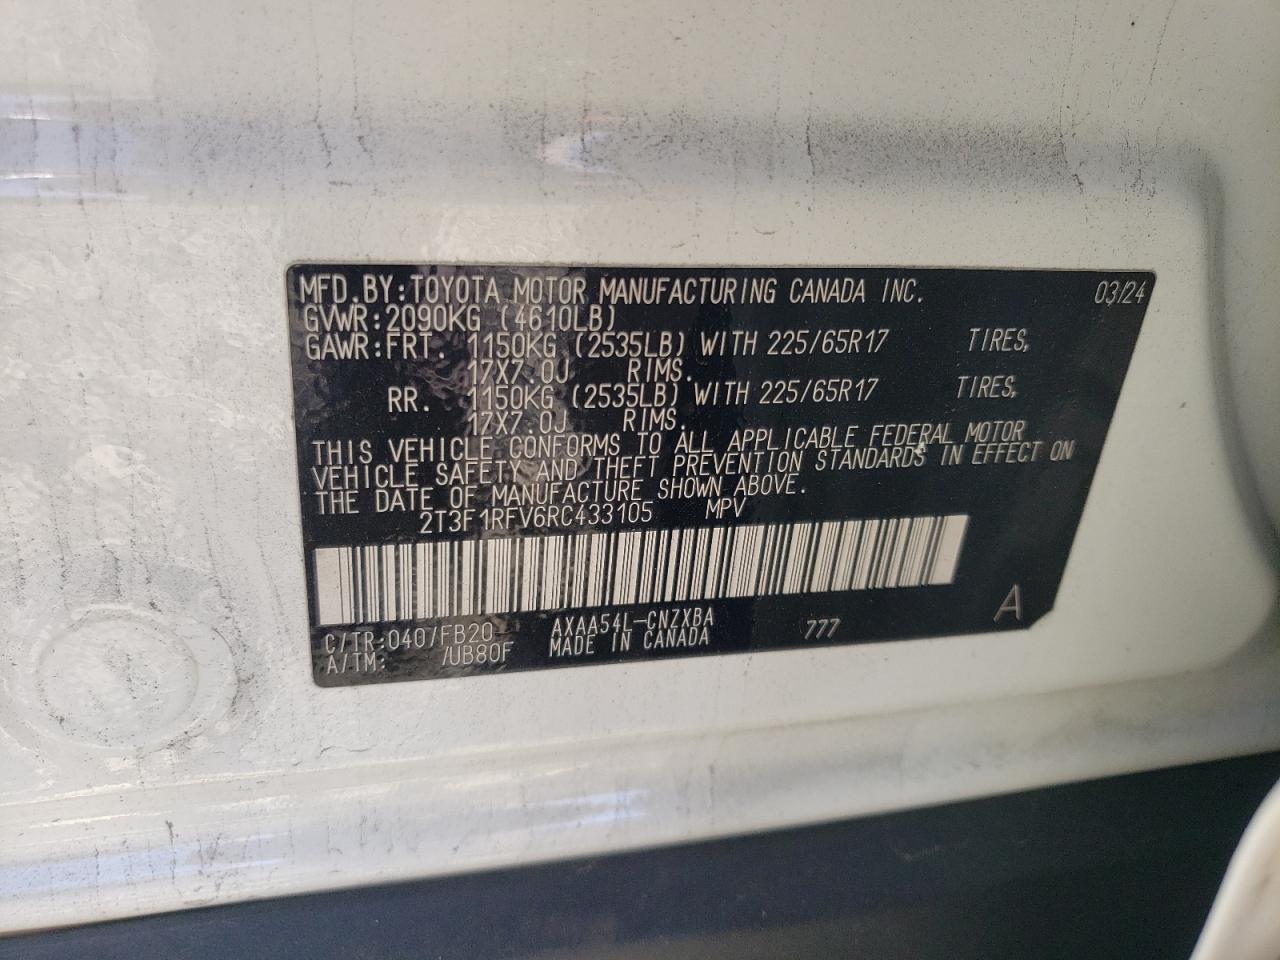 MFD.BY:TOYOTA MOTOR MANUFACTURING CANADA INC. 03/24
GVWR:2090KG (4610LB)
GAWR:FRT. 1150KG (2535LB) WITH 225/65R17 TIRES,
17X7.0J RIMS.
RR. 1150KG (2535LB) WITH 225/65R17 TIRES,
17X7.0J RIMS.
THIS VEHICLE CONFORMS TO ALL APPLICABLE FEDERAL MOTOR
VEHICLE SAFETY AND THEFT PREVENTION STANDARDS IN EFFECT ON
THE DATE OF MANUFACTURE SHOWN ABOVE.
2T3F1RFV6RC433105 MPV
C/TR:040/FB20 AXAA54L-CNZXBA 777 A
A/TM: /UB80F MADE IN CANADA